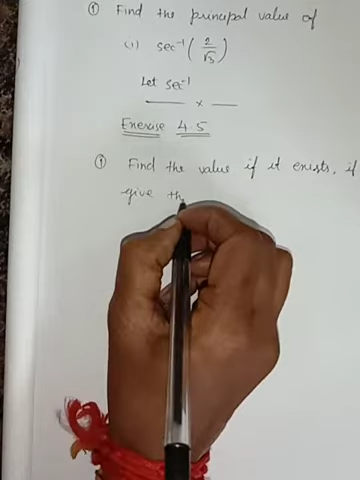 ① Find the principal value of
(i) sec⁻¹ (2/√3)
Let sec⁻¹
—— x ——
Exercise 4.5
① Find the value if it exists, if
give th